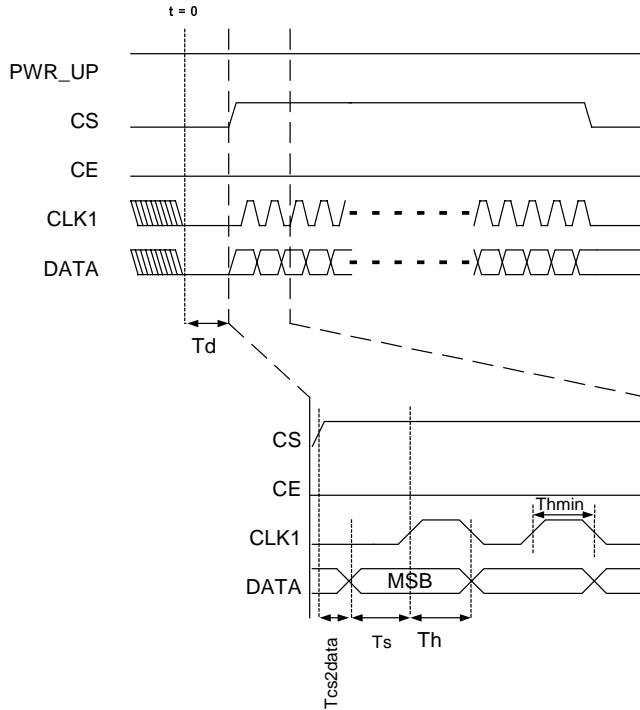 t = 0
PWR_UP
CS
CE
CLK1
DATA
Td
CS
CE
Thmin
CLK1
DATA
MSB
Tcs2data
Ts
Th